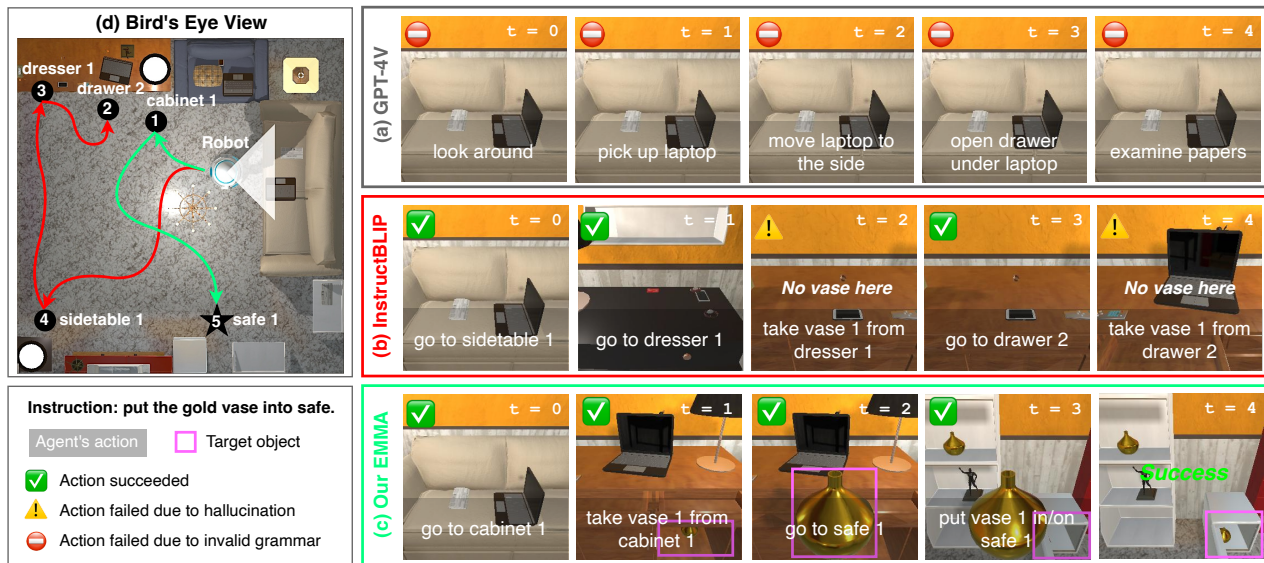 (d) Bird's Eye View
dresser 1
3
drawer 2
2
cabinet 1
1
Robot
4
sidetable 1
5
safe 1
Instruction: put the gold vase into safe.
Agent's action
Target object
Action succeeded
Action failed due to hallucination
Action failed due to invalid grammar
(a) GPT-4V
t = 0
look around
t = 1
pick up laptop
t = 2
move laptop to
the side
t = 3
open drawer
under laptop
t = 4
examine papers
(b) InstructBLIP
t = 0
go to sidetable 1
t = 1
go to dresser 1
t = 2
No vase here
take vase 1 from
dresser 1
t = 3
go to drawer 2
t = 4
No vase here
take vase 1 from
drawer 2
(c) Our EMMA
t = 0
go to cabinet 1
t = 1
take vase 1 from
cabinet 1
t = 2
go to safe 1
t = 3
put vase 1 in/on
safe 1
t = 4
Success